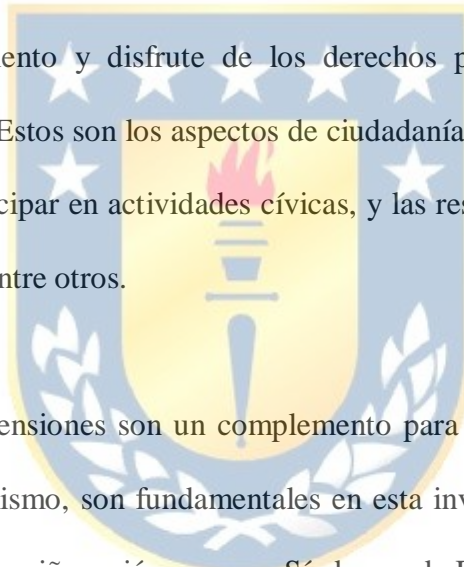 ento y disfrute de los derechos p
Estos son los aspectos de ciudadanía
cipar en actividades cívicas, y las res
entre otros.
ensiones son un complemento para
ismo, son fundamentales en esta inv